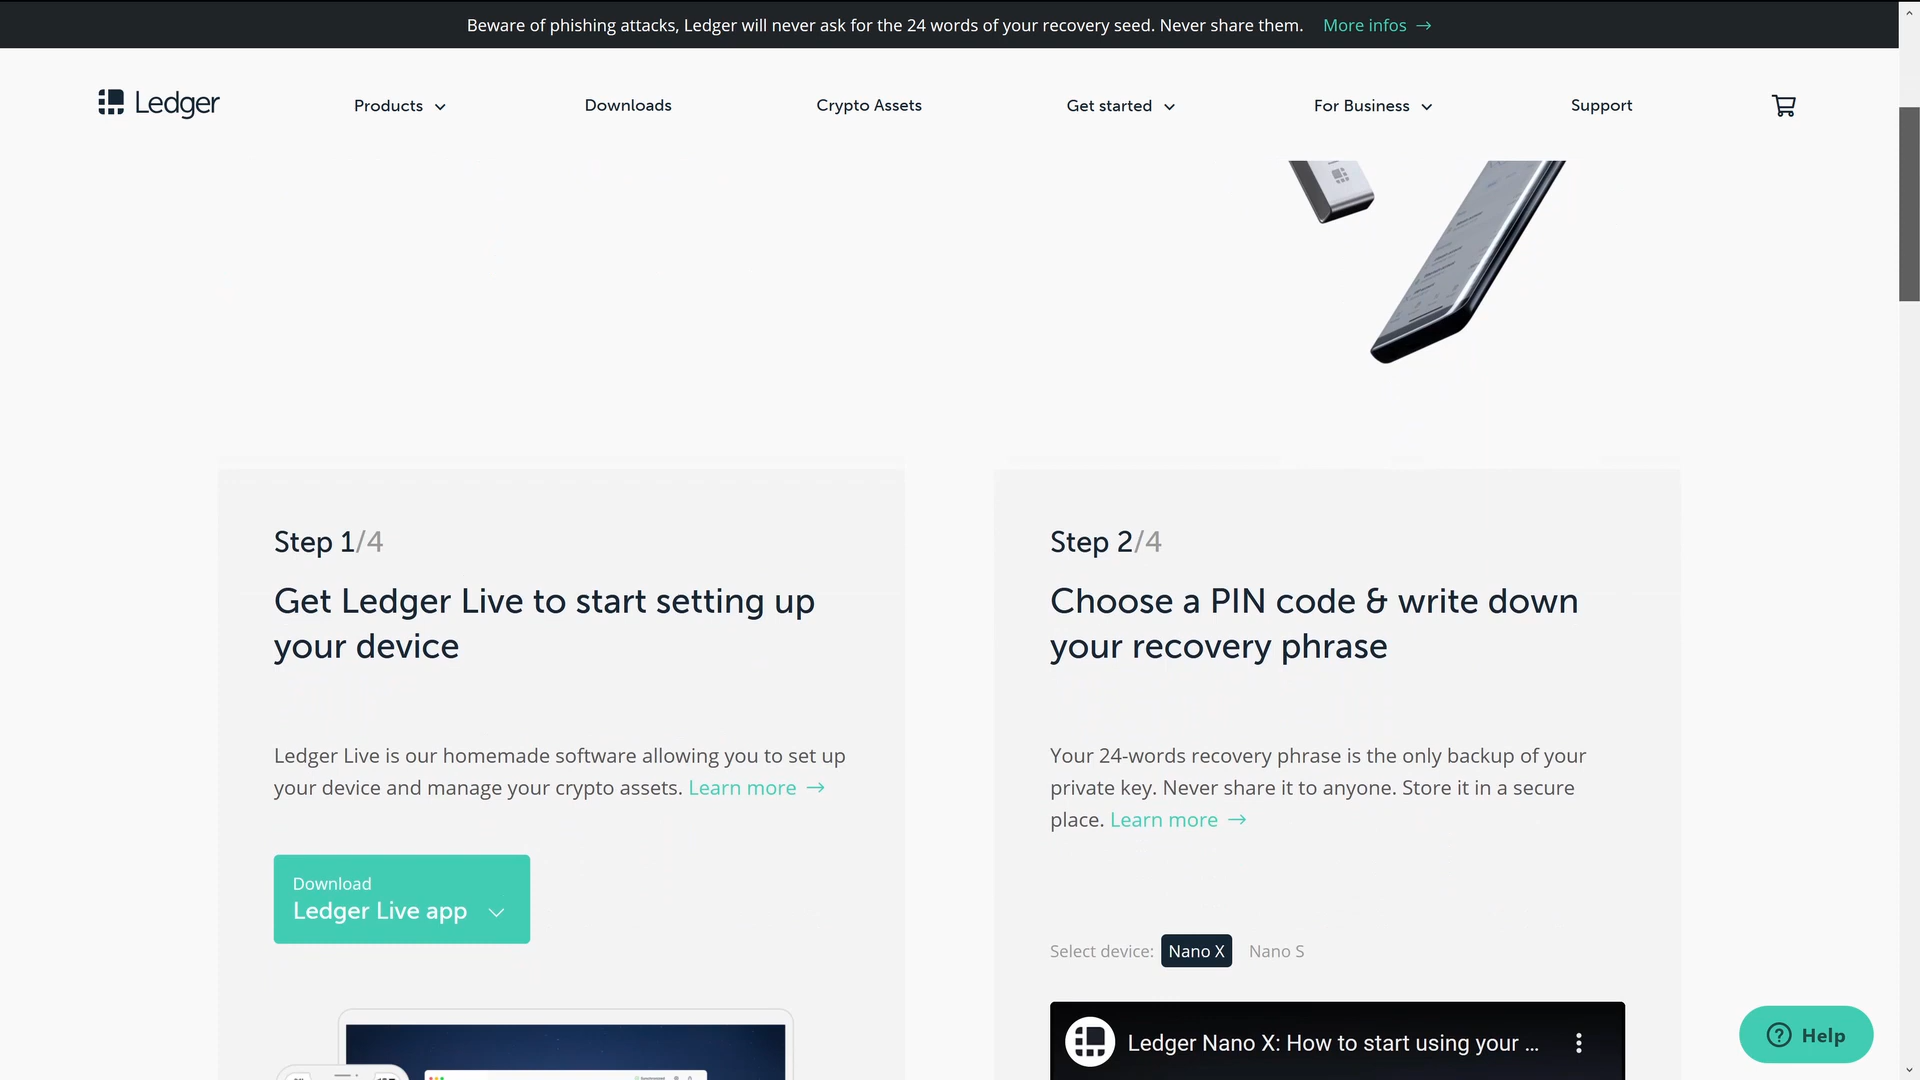 Beware of phishing attacks, Ledger will never ask for the 24 words of your recovery seed. Never share them. More infos →
Ledger
Products
Downloads
Crypto Assets
Get started
For Business
Support
Step 1/4
Get Ledger Live to start setting up
your device
Ledger Live is our homemade software allowing you to set up
your device and manage your crypto assets. Learn more →
Download
Ledger Live app
Step 2/4
Choose a PIN code & write down
your recovery phrase
Your 24-words recovery phrase is the only backup of your
private key. Never share it to anyone. Store it in a secure
place. Learn more →
Select device: Nano X Nano S
Ledger Nano X: How to start using your ...
Help